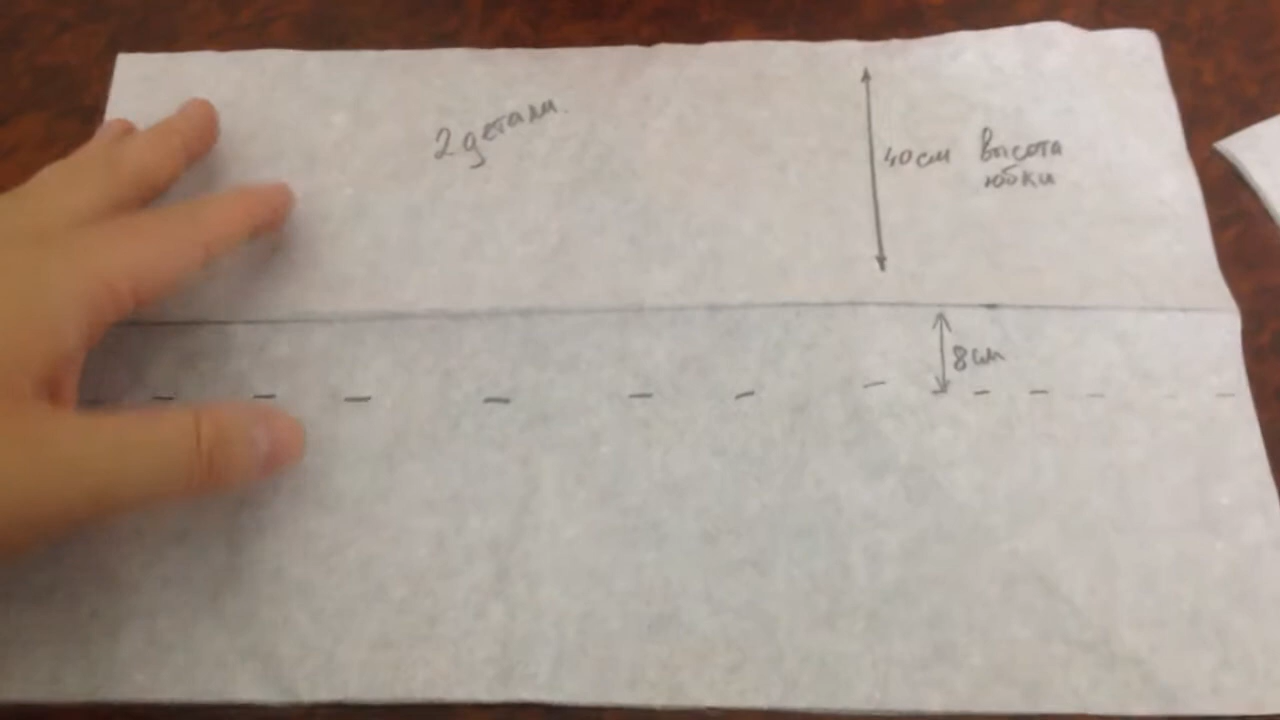 2 детали.
40 см высота
юбки
8 см